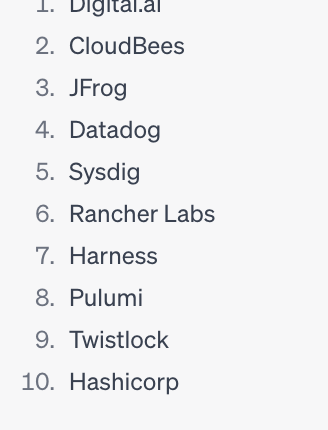 1. Digital.ai
2. CloudBees
3. JFrog
4. Datadog
5. Sysdig
6. Rancher Labs
7. Harness
8. Pulumi
9. Twistlock
10. Hashicorp